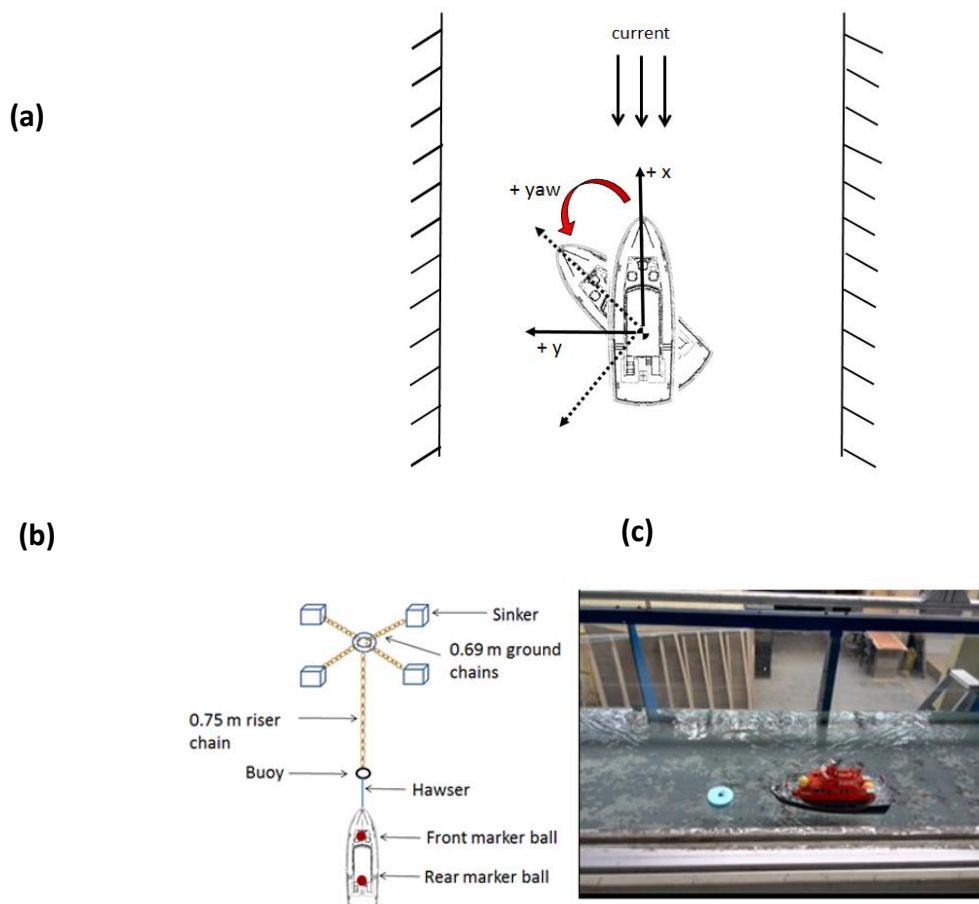 (a)
current
+ x
+ yaw
+ y
(b)
(c)
Sinker
0.69 m ground
chains
0.75 m riser
chain
Buoy
Hawser
Front marker ball
Rear marker ball